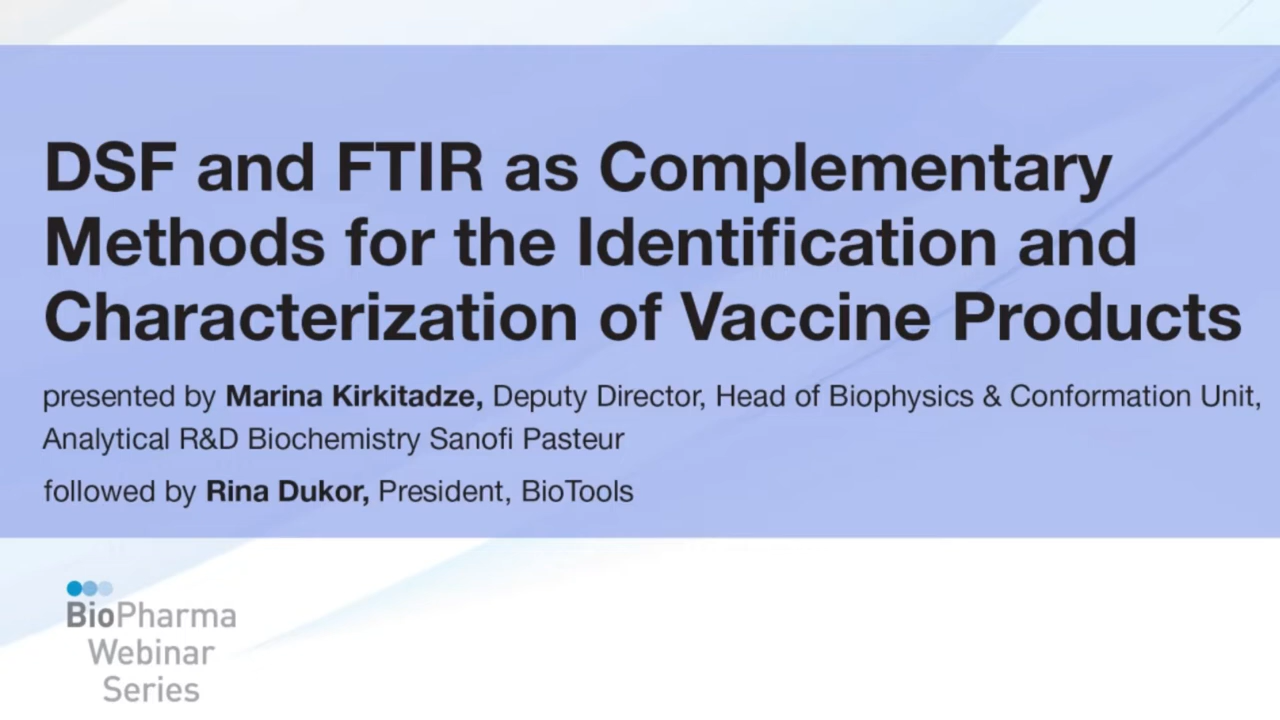 DSF and FTIR as Complementary
Methods for the Identification and
Characterization of Vaccine Products
presented by Marina Kirkitadze, Deputy Director, Head of Biophysics & Conformation Unit,
Analytical R&D Biochemistry Sanofi Pasteur
followed by Rina Dukor, President, BioTools
BioPharma
Webinar
Series